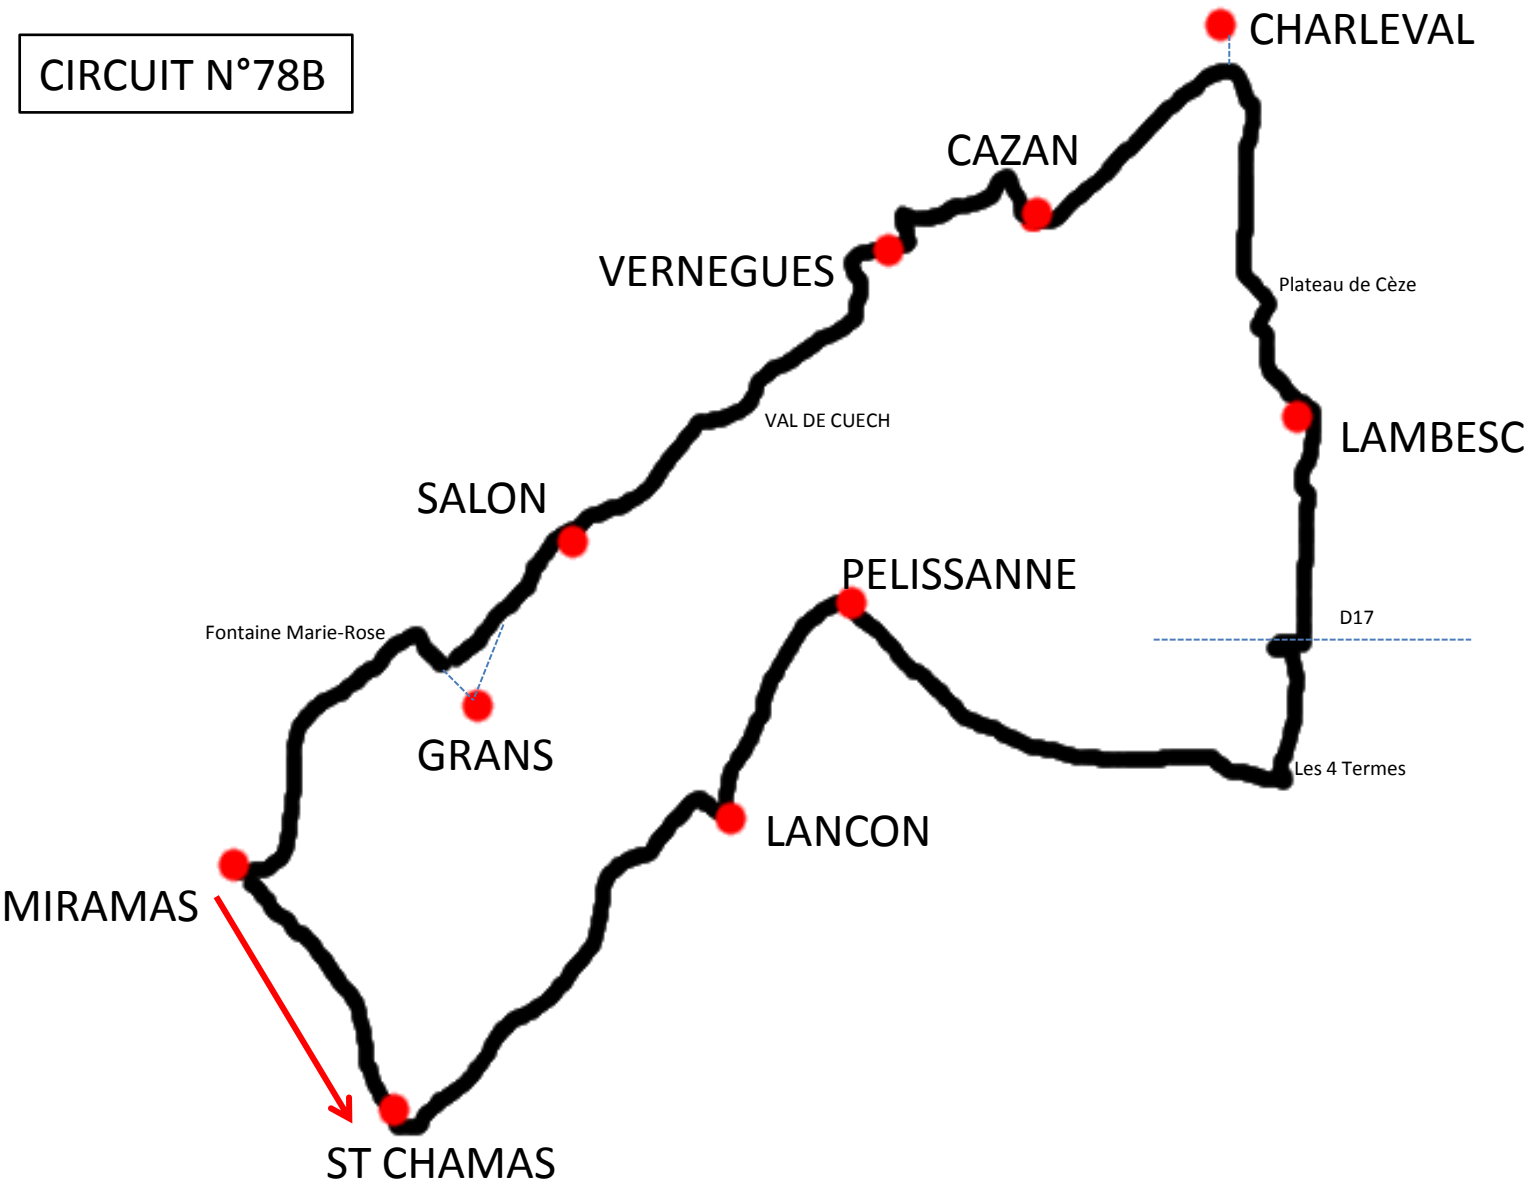 CHARLEVAL
CIRCUIT N°78B
CAZAN
VERNEGUES
Plateau de Cèze
VAL DE CUECH
LAMBESC
SALON
PELISSANNE
D17
Fontaine Marie-Rose
GRANS
Les 4 Termes
LANCON
MIRAMAS
ST CHAMAS